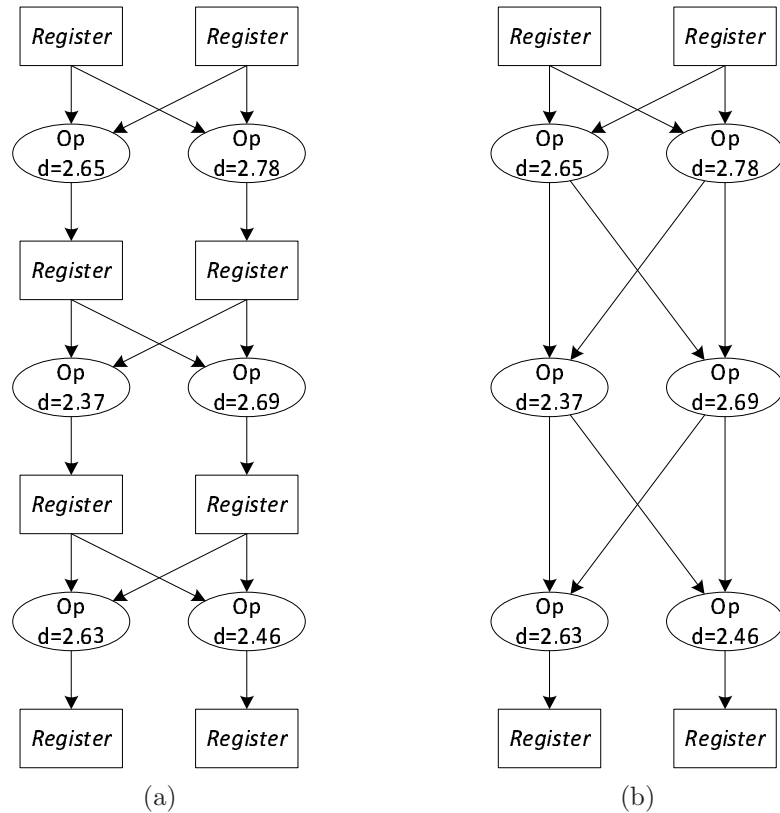 Register Register Register Register
Op Op Op Op
d=2.65 d=2.78 d=2.65 d=2.78
Register Register
Op Op Op Op
d=2.37 d=2.69 d=2.37 d=2.69
Register Register
Op Op Op Op
d=2.63 d=2.46 d=2.63 d=2.46
Register Register Register Register
(a) (b)